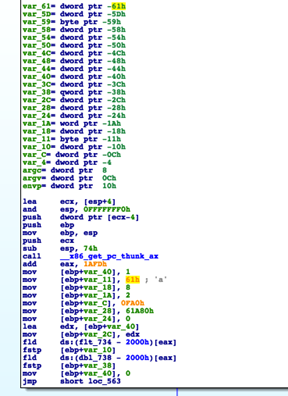 var_61= dword ptr -61h
var_5D= dword ptr -5Dh
var_59= byte ptr -59h
var_58= dword ptr -58h
var_54= dword ptr -54h
var_50= dword ptr -50h
var_4C= dword ptr -4Ch
var_48= dword ptr -48h
var_44= dword ptr -44h
var_40= dword ptr -40h
var_3C= dword ptr -3Ch
var_38= qword ptr -38h
var_2C= dword ptr -2Ch
var_28= dword ptr -28h
var_24= dword ptr -24h
var_1A= word ptr -1Ah
var_18= dword ptr -18h
var_11= byte ptr -11h
var_10= dword ptr -10h
var_C= dword ptr -0Ch
var_4= dword ptr -4
argc= dword ptr 8
argv= dword ptr 0Ch
envp= dword ptr 10h
lea ecx, [esp+4]
and esp, 0FFFFFFF0h
push dword ptr [ecx-4]
push ebp
mov ebp, esp
push ecx
sub esp, 74h
call __x86_get_pc_thunk_ax
add eax, 1AFDh
mov [ebp+var_40], 1
mov [ebp+var_11], 61h ; 'a'
mov [ebp+var_18], 8
mov [ebp+var_1A], 2
mov [ebp+var_C], 0FA0h
mov [ebp+var_28], 61A80h
mov [ebp+var_24], 0
lea edx, [ebp+var_40]
mov [ebp+var_2C], edx
fld ds:(flt_734 - 2000h)[eax]
fstp [ebp+var_10]
fld ds:(dbl_738 - 2000h)[eax]
fstp [ebp+var_38]
mov [ebp+var_40], 0
jmp short loc_563